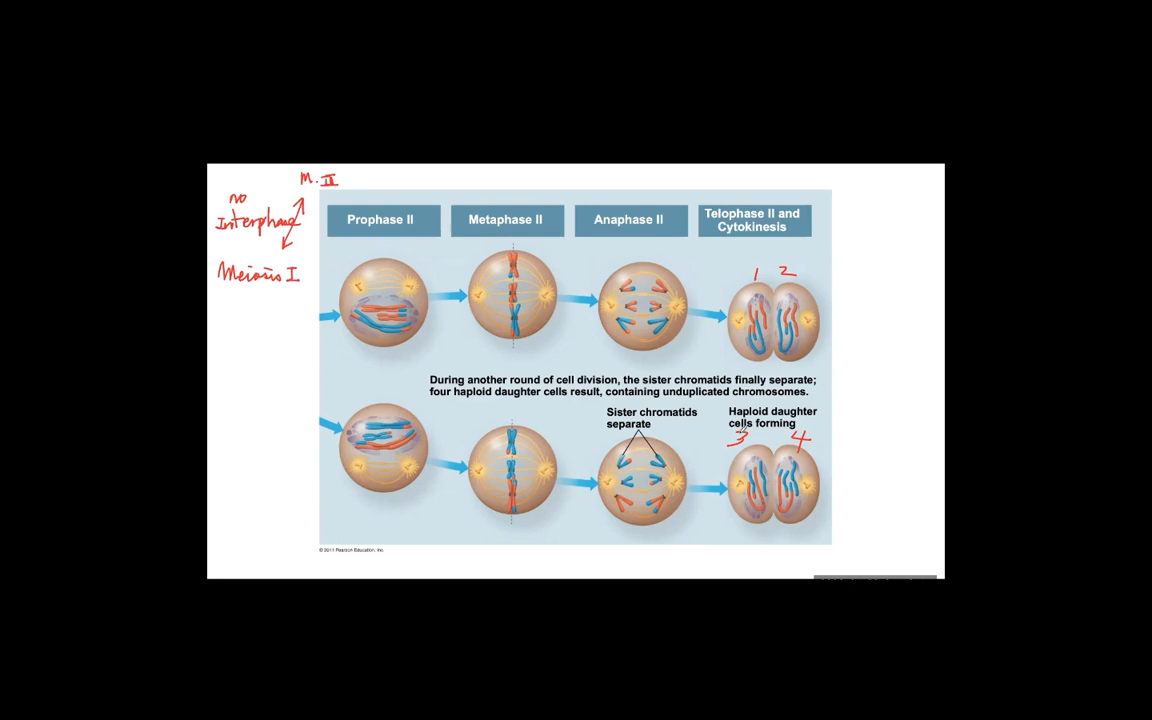 M. II
no
Interphase
Meiosis I
Prophase II
Metaphase II
Anaphase II
Telophase II and
Cytokinesis
1 2
During another round of cell division, the sister chromatids finally separate;
four haploid daughter cells result, containing unduplicated chromosomes.
Sister chromatids
separate
Haploid daughter
cells forming
3 4
© 2011 Pearson Education, Inc.